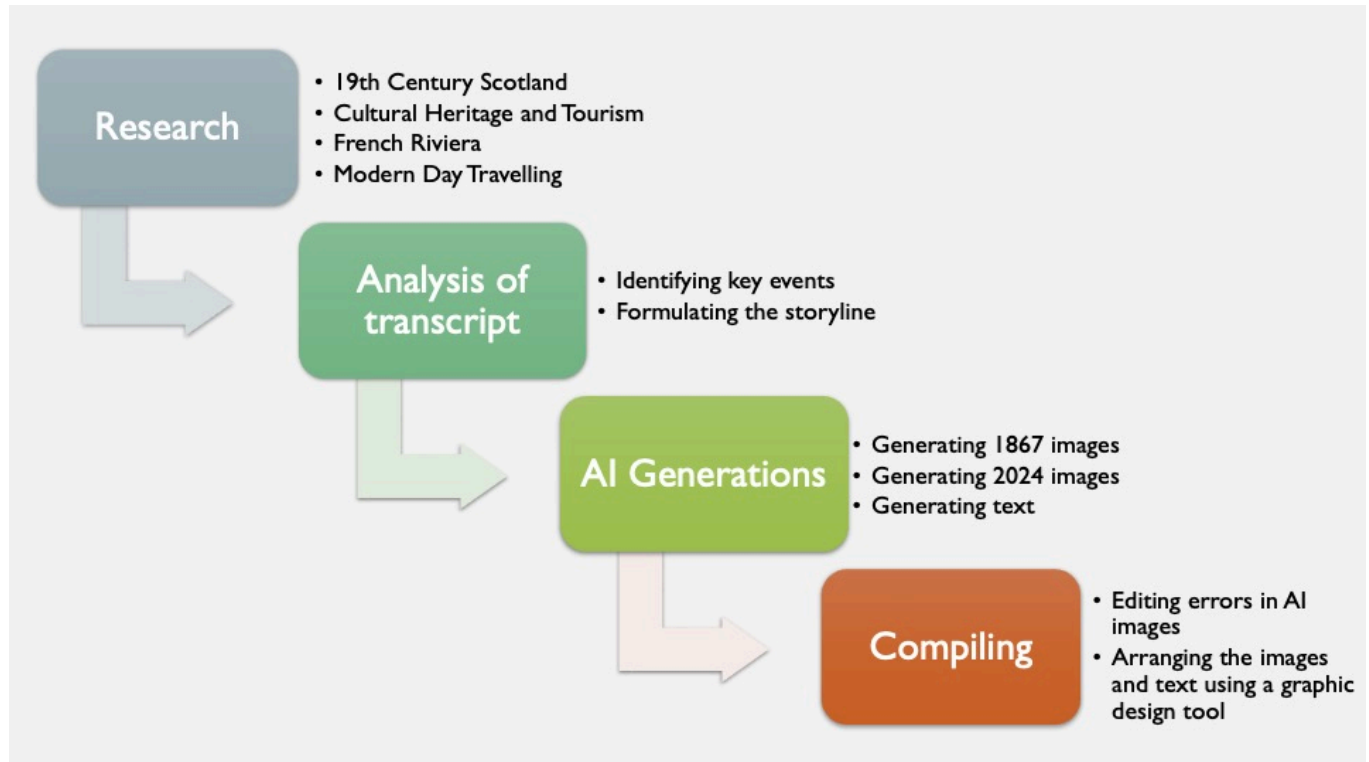 Research
• 19th Century Scotland
• Cultural Heritage and Tourism
• French Riviera
• Modern Day Travelling
Analysis of
transcript
• Identifying key events
• Formulating the storyline
AI Generations
• Generating 1867 images
• Generating 2024 images
• Generating text
Compiling
• Editing errors in AI
images
• Arranging the images
and text using a graphic
design tool